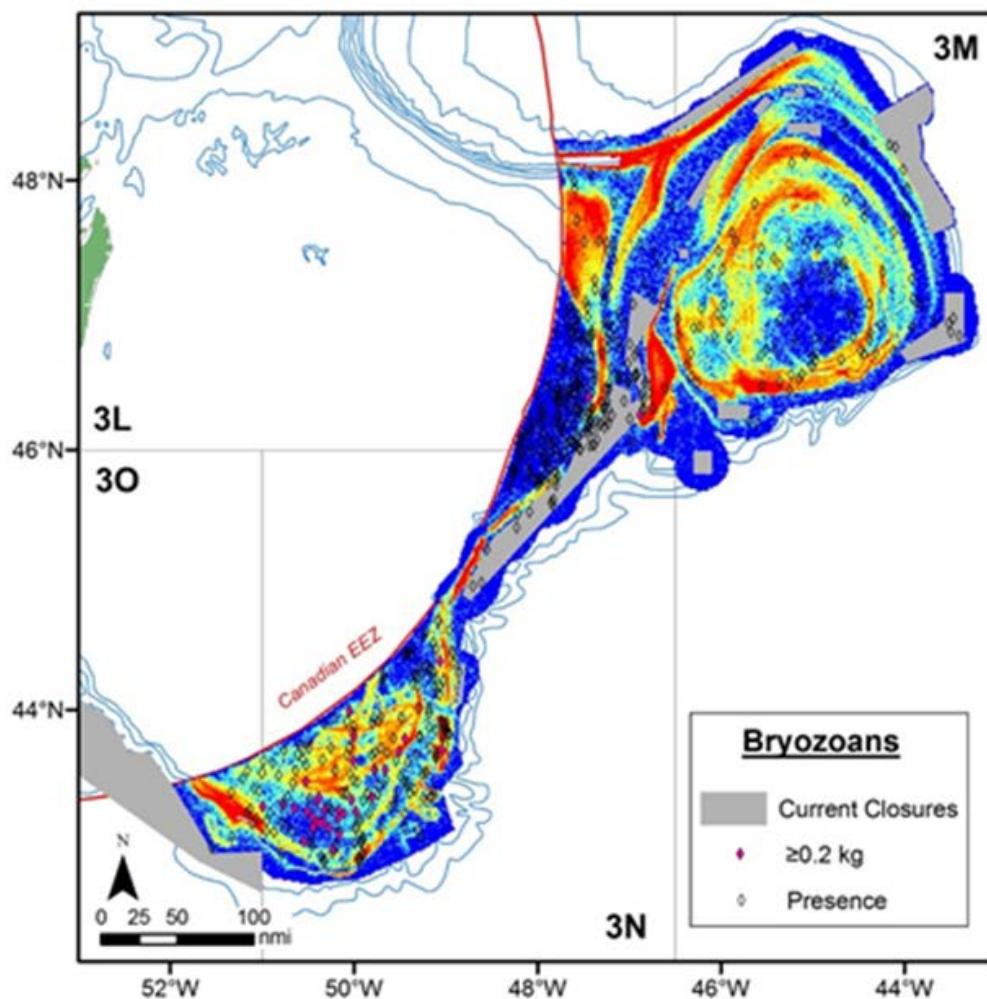 3M
48°N
3L
46°N
3O
Canadian EEZ
44°N
Bryozoans
Current Closures
≥0.2 kg
Presence
N
0 25 50 100
nmi
3N
52°W 50°W 48°W 46°W 44°W